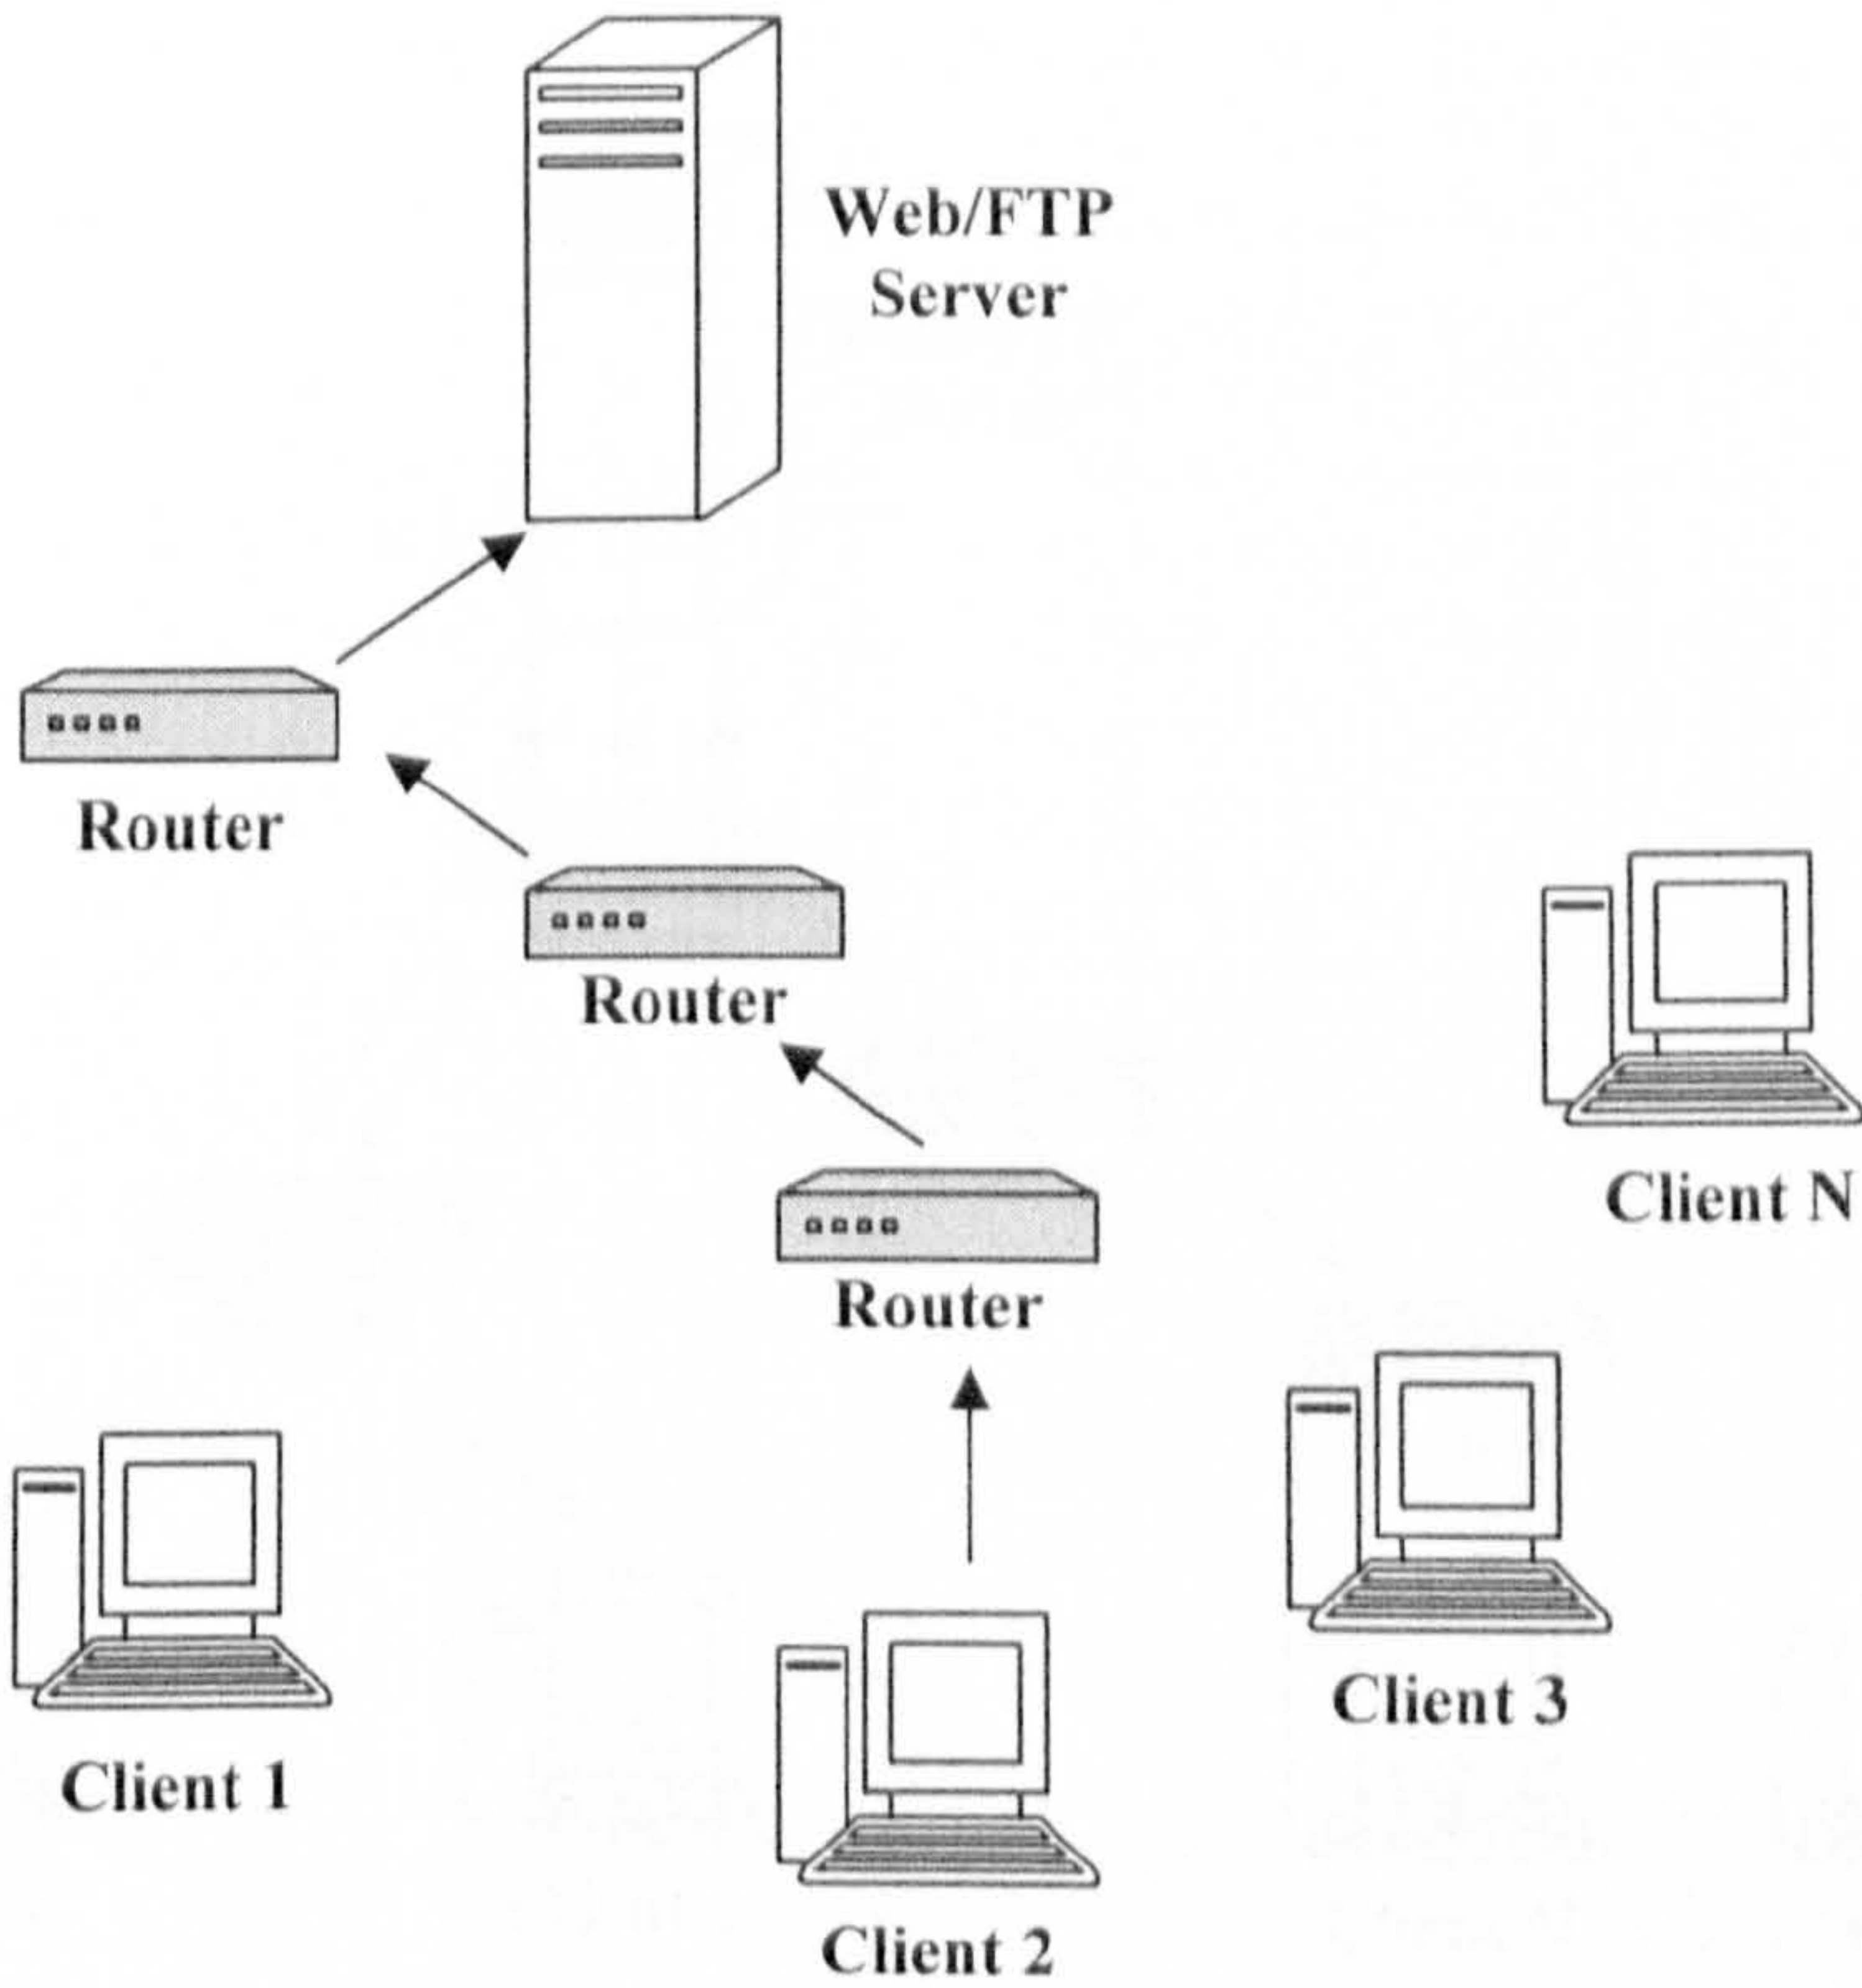 Web/FTP
Server
Router
Router
Client N
Router
Client 3
Client 1
Client 2